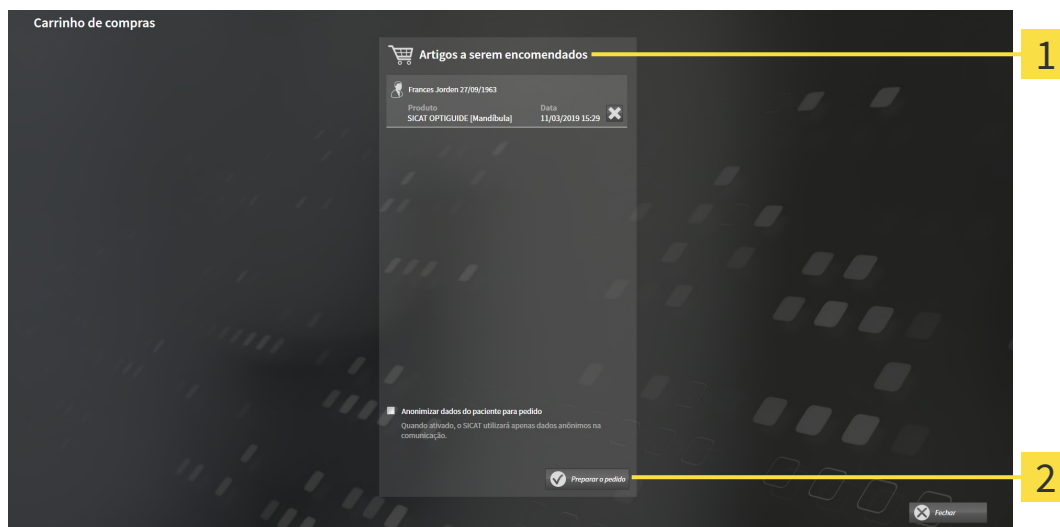 Carrinho de compras
Artigos a serem encomendados
1
Frances Jorden 27/09/1963
Produto Data
SICAT OPTIGUIDE [Mandíbula] 11/03/2019 15:29
Anonimizar dados do paciente para pedido
Quando ativado, o SICAT utilizará apenas dados anônimos na
comunicação.
Preparar o pedido
2
Fechar